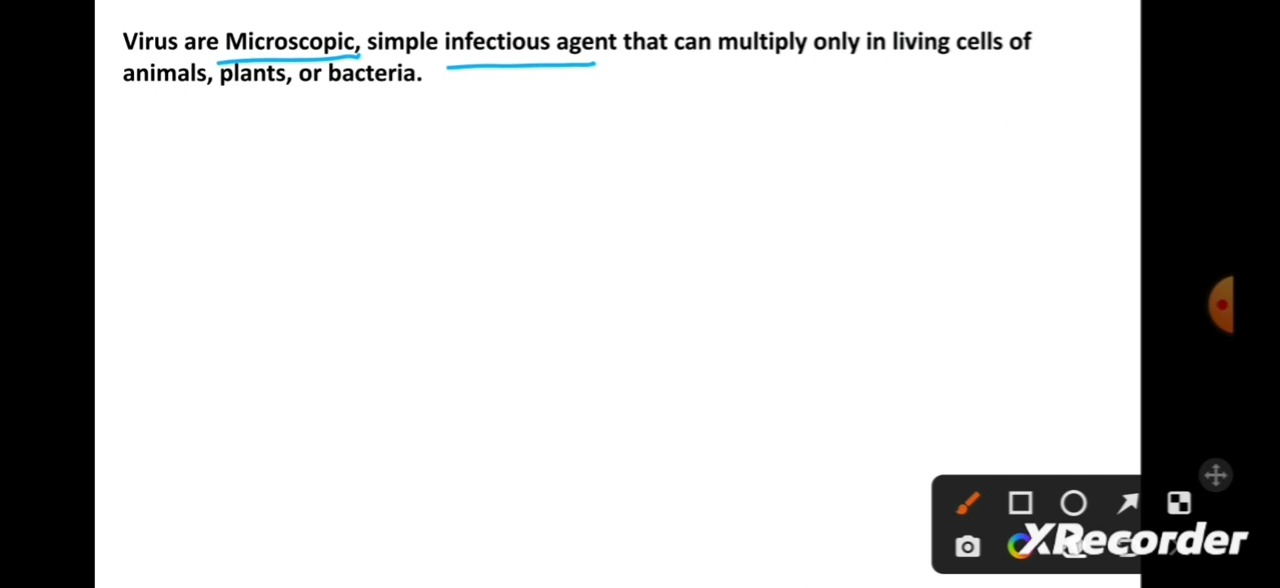 Virus are Microscopic, simple infectious agent that can multiply only in living cells of
animals, plants, or bacteria.
XRecorder